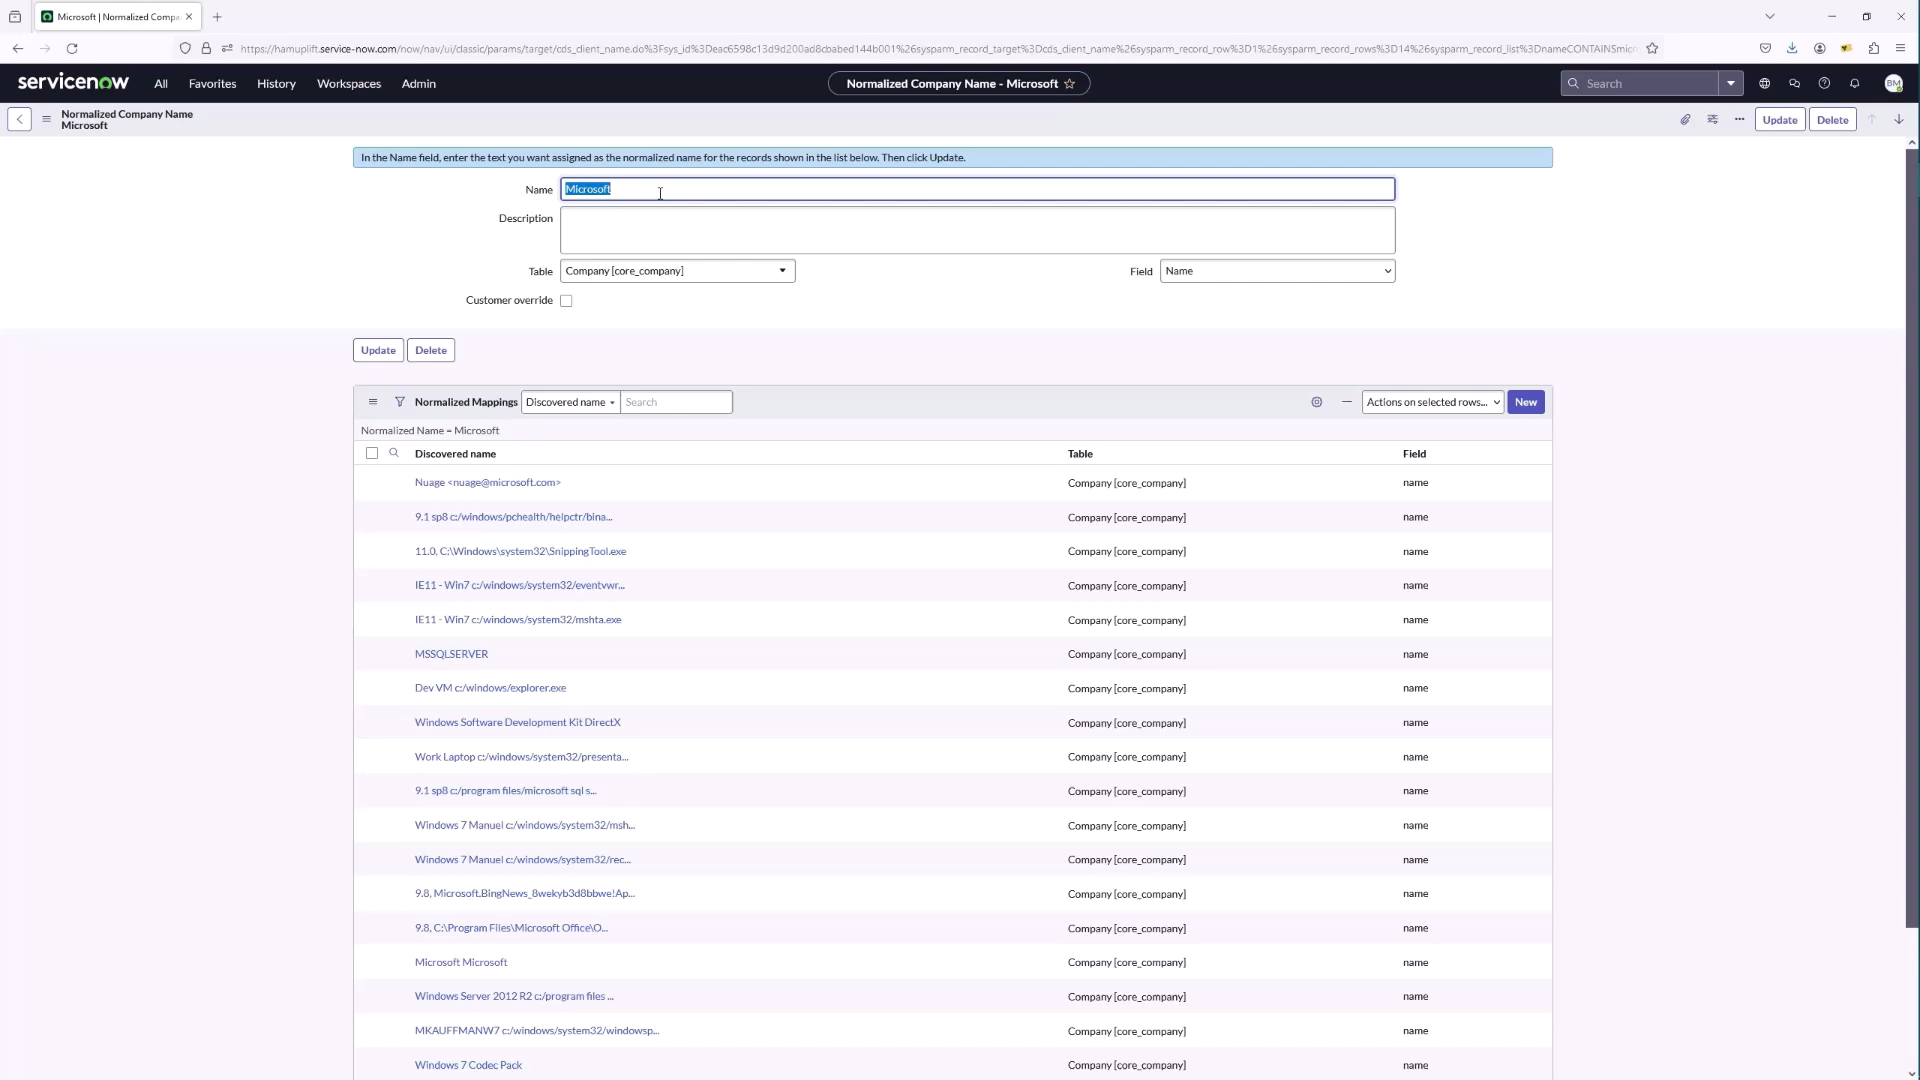 Microsoft | Normalized Compa
https://hamuplift.service-now.com/now/nav/ui/classic/params/target/cds_client_name.do%3Fsys_id%3Deac6598c13d9d200ad8cbabed144b001%26sysparm_record_target%3Dcds_client_name%26sysparm_record_row%3D1%26sysparm_record_rows%3D14%26sysparm_record_list%3DnameCONTAINSmicr
servicenow All Favorites History Workspaces Admin Normalized Company Name - Microsoft Search BM
Normalized Company Name
Microsoft
Update Delete
In the Name field, enter the text you want assigned as the normalized name for the records shown in the list below. Then click Update.
Name Microsoft
Description
Table Company [core_company] Field Name
Customer override
Update Delete
Normalized Mappings Discovered name Search Actions on selected rows... New
Normalized Name = Microsoft
Discovered name Table Field
Nuage <nuage@microsoft.com> Company [core_company] name
9.1 sp8 c:/windows/pchealth/helpctr/bina... Company [core_company] name
11.0, C:\Windows\system32\SnippingTool.exe Company [core_company] name
IE11 - Win7 c:/windows/system32/eventvwr... Company [core_company] name
IE11 - Win7 c:/windows/system32/mshta.exe Company [core_company] name
MSSQLSERVER Company [core_company] name
Dev VM c:/windows/explorer.exe Company [core_company] name
Windows Software Development Kit DirectX Company [core_company] name
Work Laptop c:/windows/system32/presenta... Company [core_company] name
9.1 sp8 c:/program files/microsoft sql s... Company [core_company] name
Windows 7 Manuel c:/windows/system32/msh... Company [core_company] name
Windows 7 Manuel c:/windows/system32/rec... Company [core_company] name
9.8, Microsoft.BingNews_8wekyb3d8bbwe!Ap... Company [core_company] name
9.8, C:\Program Files\Microsoft Office\O... Company [core_company] name
Microsoft Microsoft Company [core_company] name
Windows Server 2012 R2 c:/program files ... Company [core_company] name
MKAUFFMANW7 c:/windows/system32/windowsp... Company [core_company] name
Windows 7 Codec Pack Company [core_company] name